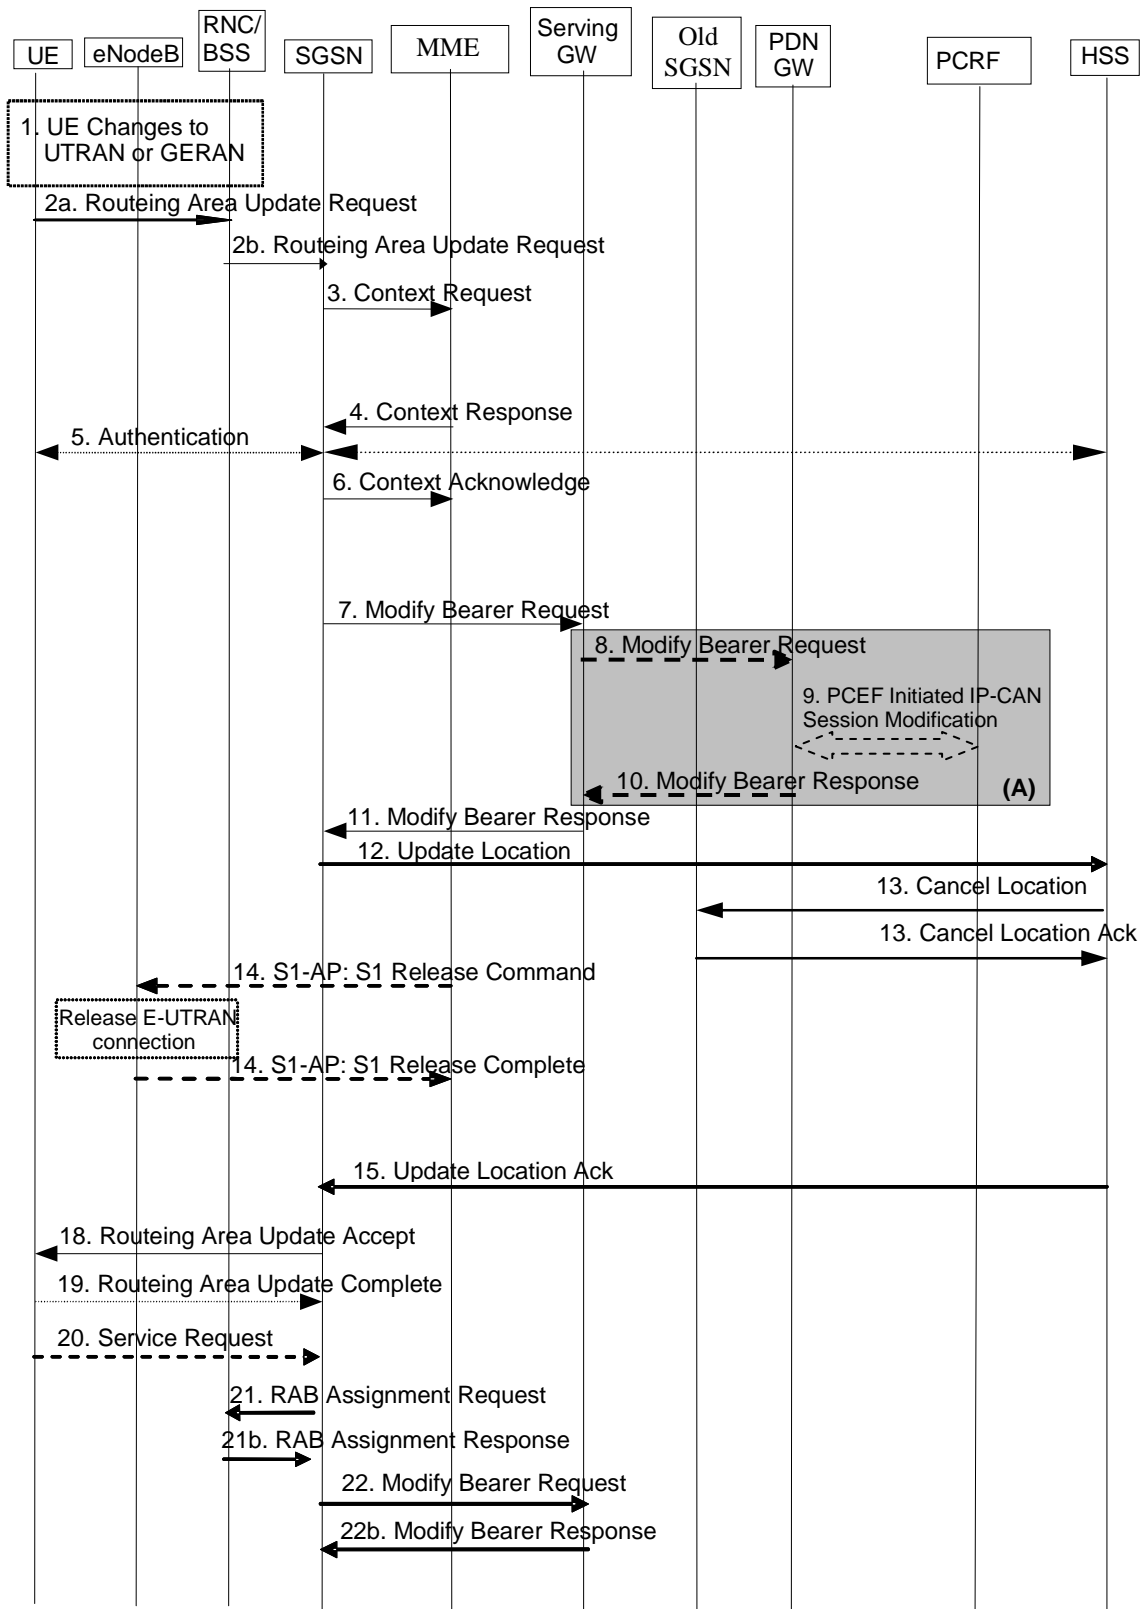 UE
eNodeB
RNC/
BSS
SGSN
MME
Serving
GW
Old
SGSN
PDN
GW
PCRF
HSS
1. UE Changes to
UTRAN or GERAN
2a. Routeing Area Update Request
2b. Routeing Area Update Request
3. Context Request
4. Context Response
5. Authentication
6. Context Acknowledge
7. Modify Bearer Request
8. Modify Bearer Request
9. PCEF Initiated IP-CAN
Session Modification
10. Modify Bearer Response
(A)
11. Modify Bearer Response
12. Update Location
13. Cancel Location
13. Cancel Location Ack
14. S1-AP: S1 Release Command
Release E-UTRAN
connection
14. S1-AP: S1 Release Complete
15. Update Location Ack
18. Routeing Area Update Accept
19. Routeing Area Update Complete
20. Service Request
21. RAB Assignment Request
21b. RAB Assignment Response
22. Modify Bearer Request
22b. Modify Bearer Response